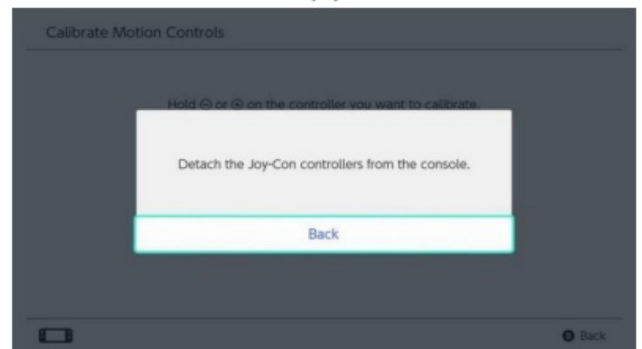 Calibrate Motion Controls
Hold ⊖ or ⊕ on the controller you want to calibrate.
Detach the Joy-Con controllers from the console.
Back
B Back